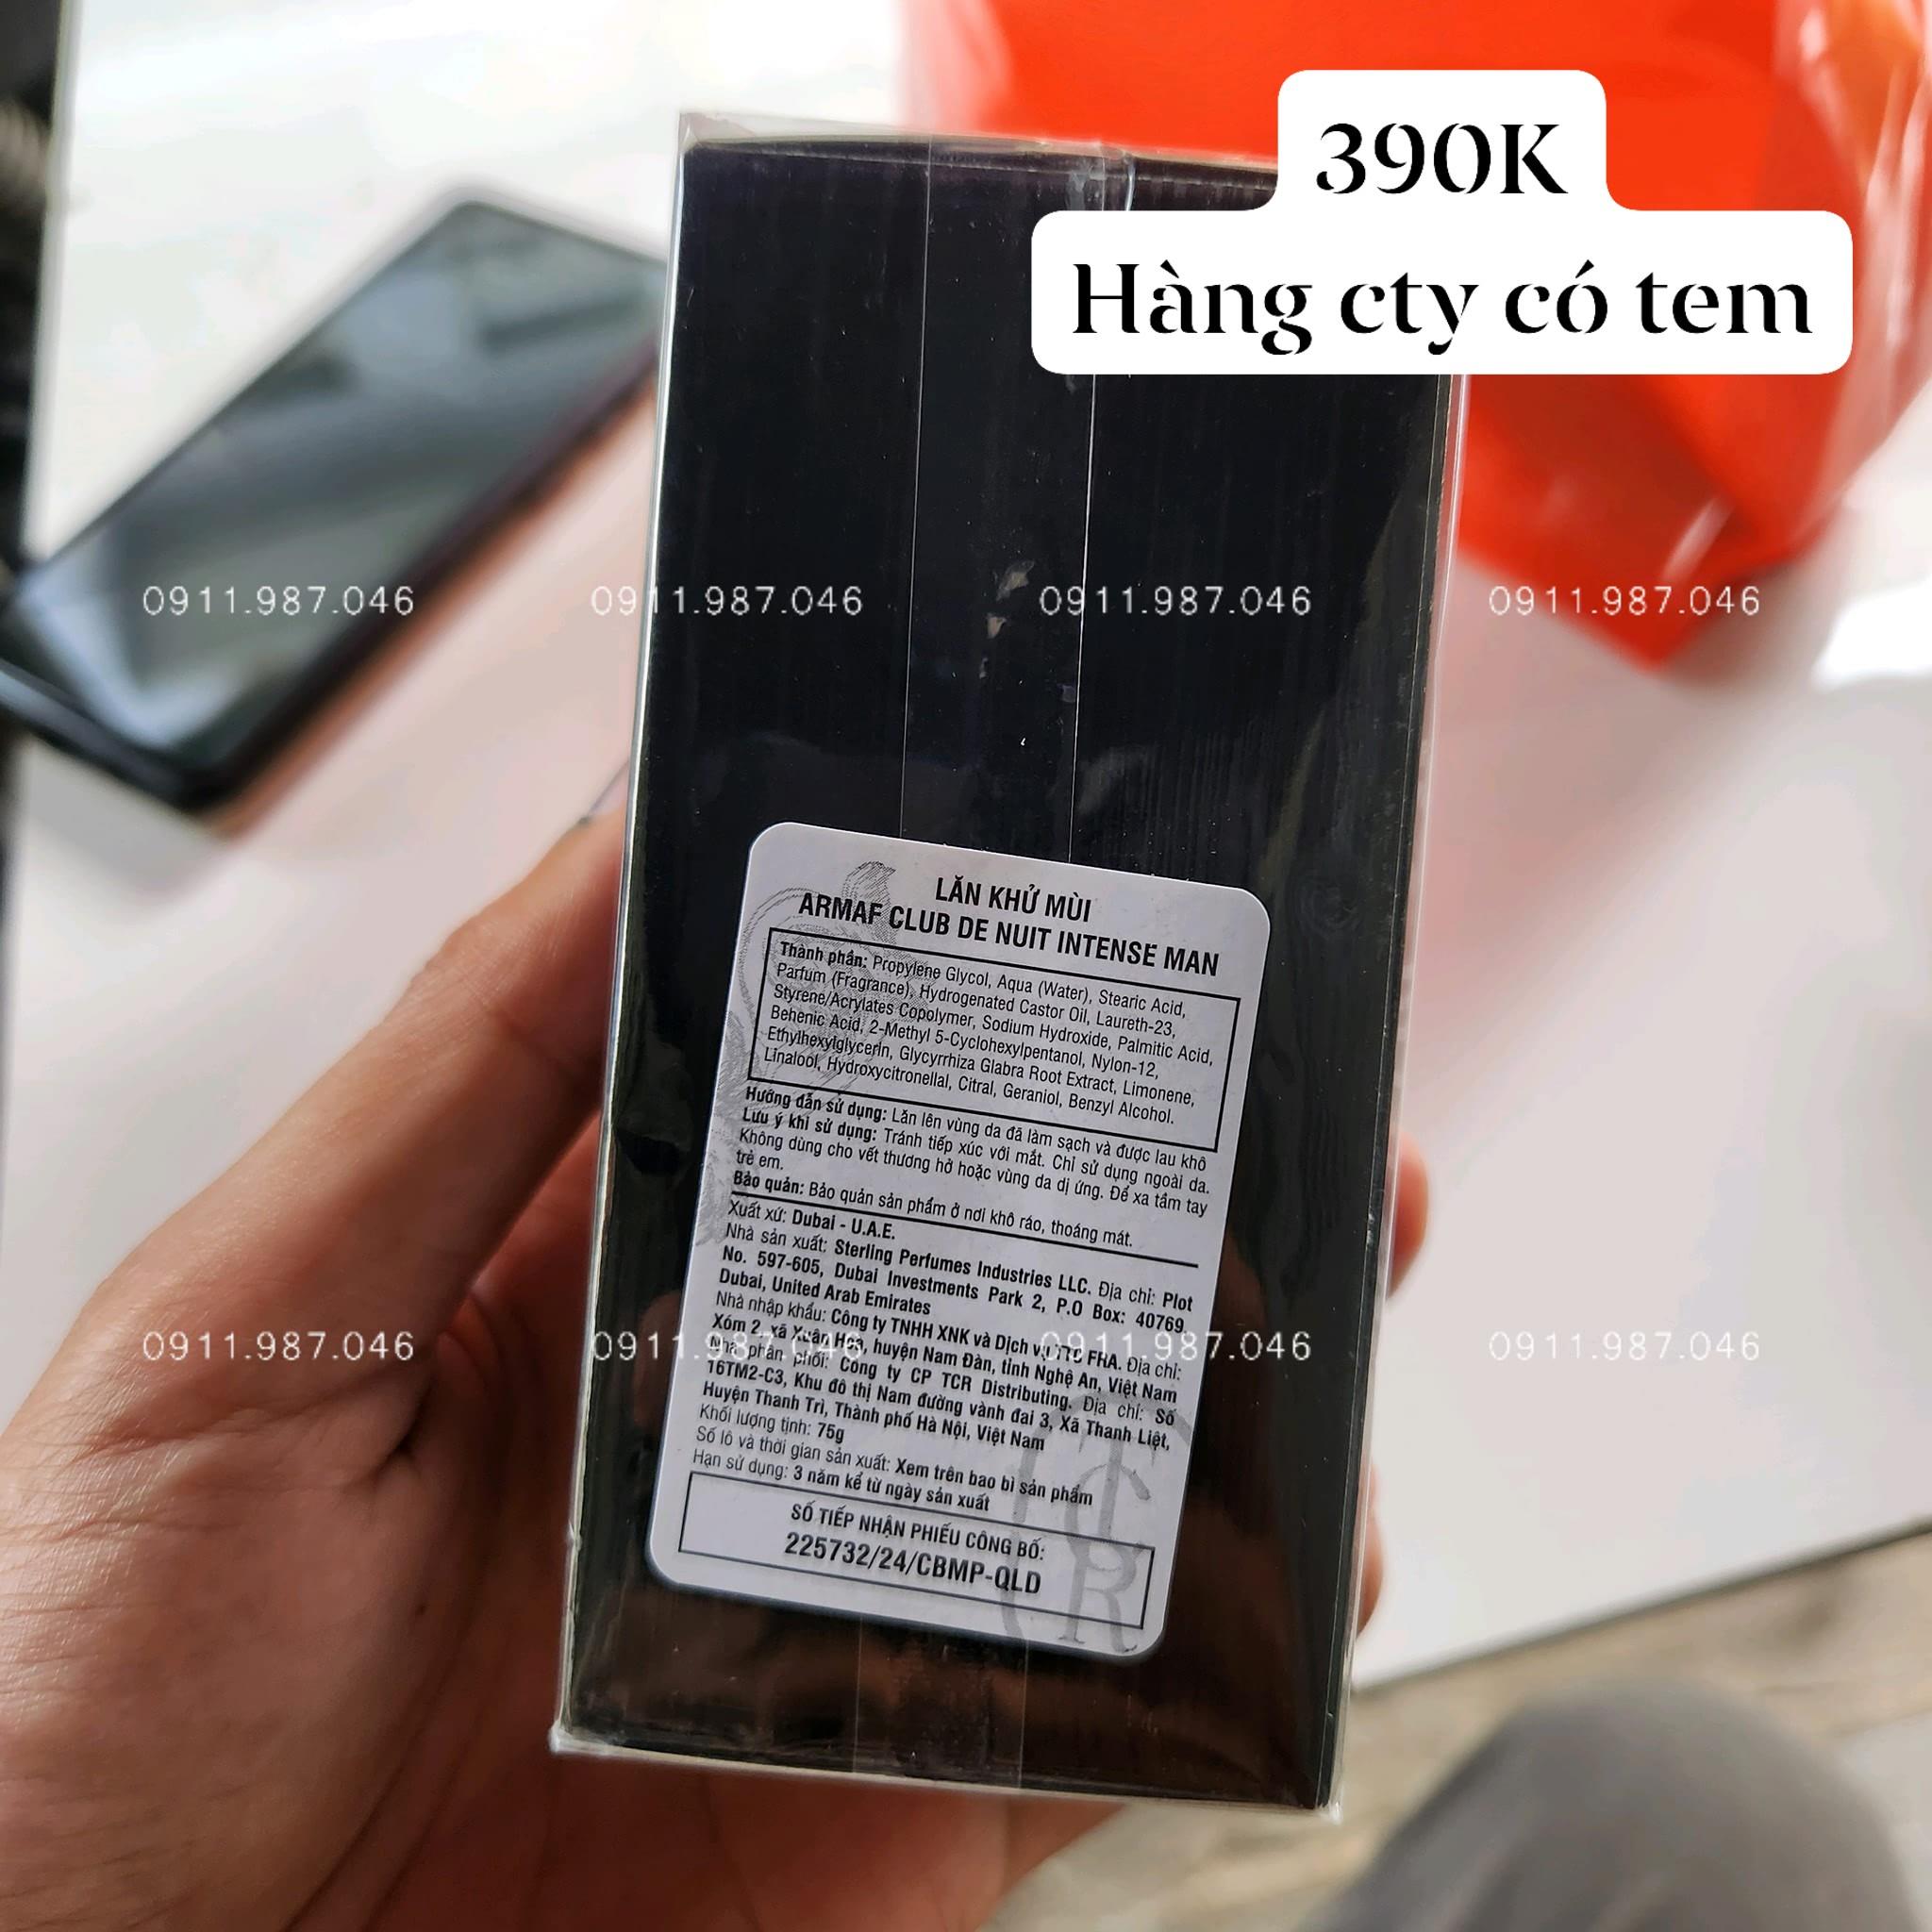 390K
Hàng cty có tem
0911.987.046 0911.987.046 0911.987.046 0911.987.046
LĂN KHỬ MÙI
ARMAF CLUB DE NUIT INTENSE MAN
Thành phần: Propylene Glycol, Aqua (Water), Stearic Acid,
Parfum (Fragrance), Hydrogenated Castor Oil, Laureth-23,
Styrene/Acrylates Copolymer, Sodium Hydroxide, Palmitic Acid,
Behenic Acid, 2-Methyl 5-Cyclohexylpentanol, Nylon-12,
Ethylhexylglycerin, Glycyrrhiza Glabra Root Extract, Limonene,
Linalool, Hydroxycitronellal, Citral, Geraniol, Benzyl Alcohol.
Hướng dẫn sử dụng: Lăn lên vùng da đã làm sạch và được lau khô
Lưu ý khi sử dụng: Tránh tiếp xúc với mắt. Chỉ sử dụng ngoài da.
Không dùng cho vết thương hở hoặc vùng da dị ứng. Để xa tầm tay
trẻ em.
Bảo quản: Bảo quản sản phẩm ở nơi khô ráo, thoáng mát.
Xuất xứ: Dubai - U.A.E.
Nhà sản xuất: Sterling Perfumes Industries LLC. Địa chỉ: Plot
No. 597-605, Dubai Investments Park 2, P.O Box: 40769,
Dubai, United Arab Emirates
Nhà nhập khẩu: Công ty TNHH XNK và Dịch vụ FHA. Địa chỉ:
Xóm 2, xã Xuân Hòa, huyện Nam Đàn, tỉnh Nghệ An, Việt Nam
Nhà phân phối: Công ty CP TCR Distributing. Địa chỉ: Số
16TM2-C3, Khu đô thị Nam đường vành đai 3, Xã Thanh Liệt,
Huyện Thanh Trì, Thành phố Hà Nội, Việt Nam
Khối lượng tịnh: 75g
Số lô và thời gian sản xuất: Xem trên bao bì sản phẩm
Hạn sử dụng: 3 năm kể từ ngày sản xuất
SỐ TIẾP NHẬN PHIẾU CÔNG BỐ:
225732/24/CBMP-QLD
TCR
0911.987.046 0911.987.046 0911.987.046 0911.987.046